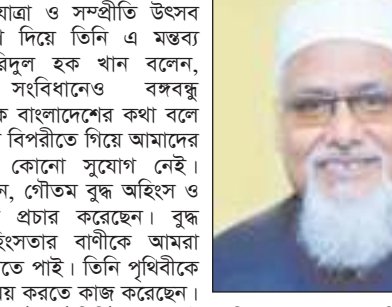 যাত্রা ও সম্প্রীতি উৎসব
দিয়ে তিনি এ মন্তব্য
রিদুল হক খান বলেন,
সংবিধানেও বঙ্গবন্ধু
ক বাংলাদেশের কথা বলে
বিপরীতে গিয়ে আমাদের
কোনো সুযোগ নেই।
ন, গৌতম বুদ্ধ অহিংস ও
প্রচার করেছেন। বুদ্ধ
হিংসতার বাণীকে আমরা
তে পাই। তিনি পৃথিবীকে
ময় করতে কাজ করেছেন।